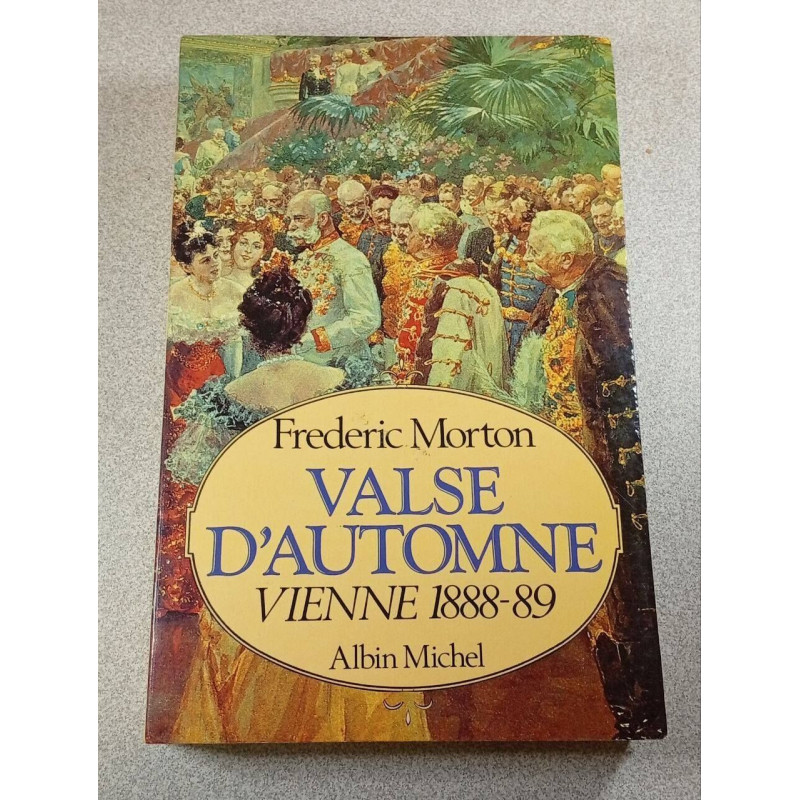 Frederic Morton
VALSE
D'AUTOMNE
VIENNE 1888-89
Albin Michel